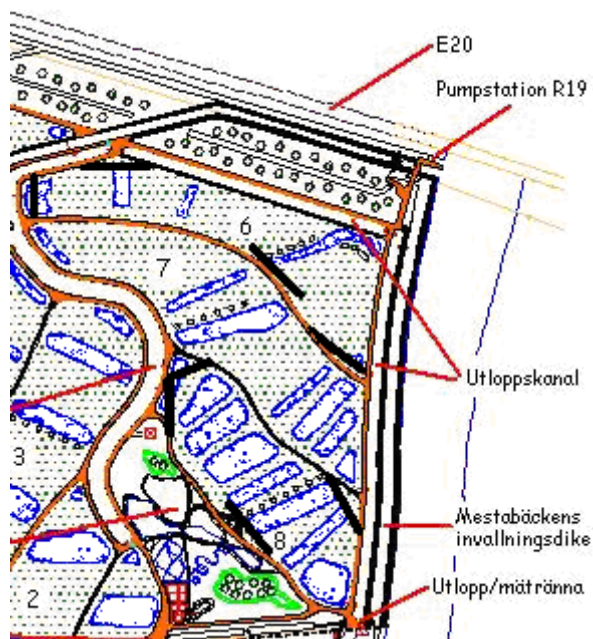 E20
Pumpstation R19
6
7
Utloppskanal
3
Mestabäckens
invallningsdike
8
Utlopp/mätränna
2